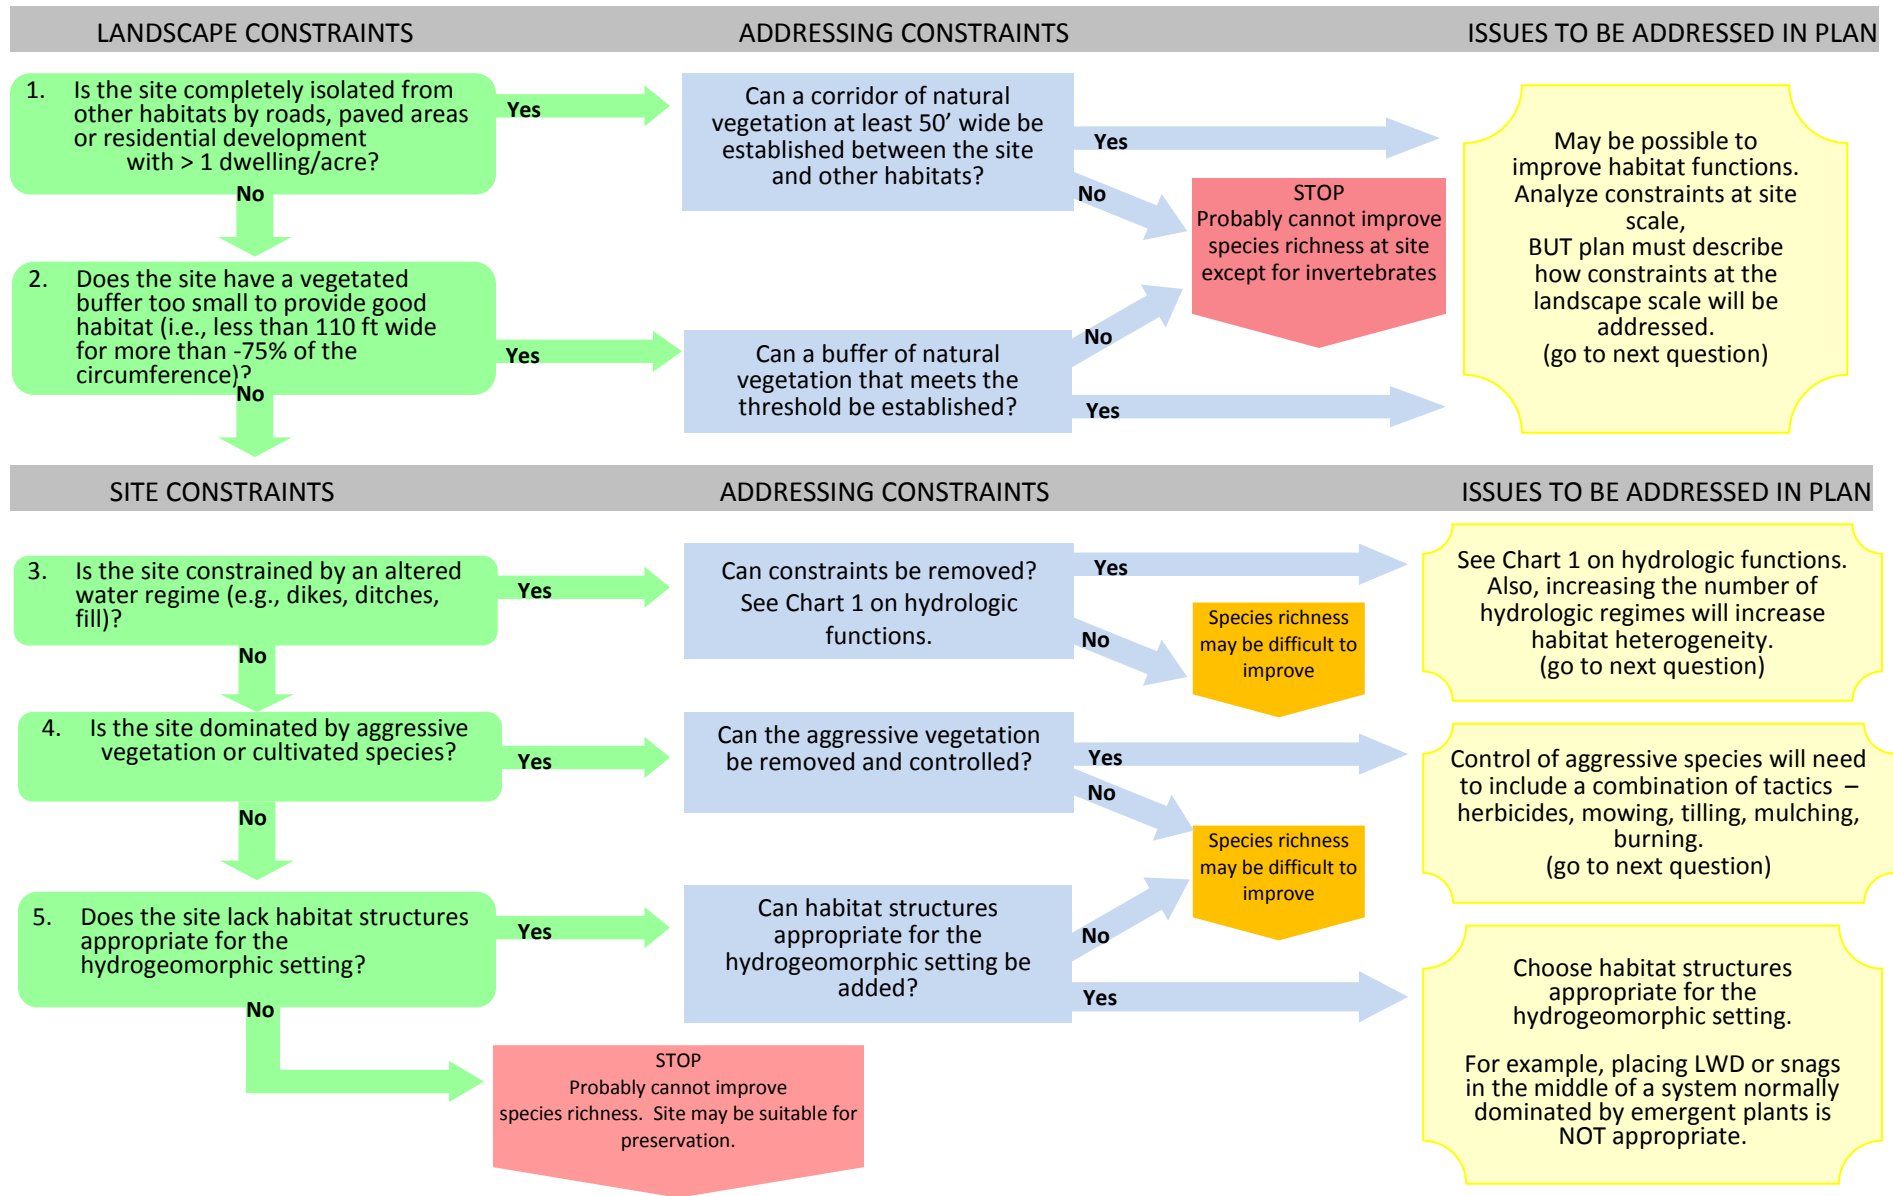 LANDSCAPE CONSTRAINTS
ADDRESSING CONSTRAINTS
ISSUES TO BE ADDRESSED IN PLAN
1. Is the site completely isolated from
other habitats by roads, paved areas
or residential development
with > 1 dwelling/acre?
Yes
No
Can a corridor of natural
vegetation at least 50’ wide be
established between the site
and other habitats?
Yes
No
STOP
Probably cannot improve
species richness at site
except for invertebrates
May be possible to
improve habitat functions.
Analyze constraints at site
scale,
BUT plan must describe
how constraints at the
landscape scale will be
addressed.
(go to next question)
2. Does the site have a vegetated
buffer too small to provide good
habitat (i.e., less than 110 ft wide
for more than -75% of the
circumference)?
Yes
No
Can a buffer of natural
vegetation that meets the
threshold be established?
No
Yes
SITE CONSTRAINTS
ADDRESSING CONSTRAINTS
ISSUES TO BE ADDRESSED IN PLAN
3. Is the site constrained by an altered
water regime (e.g., dikes, ditches,
fill)?
Yes
No
Can constraints be removed?
See Chart 1 on hydrologic
functions.
Yes
No
Species richness
may be difficult to
improve
See Chart 1 on hydrologic functions.
Also, increasing the number of
hydrologic regimes will increase
habitat heterogeneity.
(go to next question)
4. Is the site dominated by aggressive
vegetation or cultivated species?
Yes
No
Can the aggressive vegetation
be removed and controlled?
Yes
No
Species richness
may be difficult to
improve
Control of aggressive species will need
to include a combination of tactics –
herbicides, mowing, tilling, mulching,
burning.
(go to next question)
5. Does the site lack habitat structures
appropriate for the
hydrogeomorphic setting?
Yes
No
Can habitat structures
appropriate for the
hydrogeomorphic setting be
added?
No
Yes
Choose habitat structures
appropriate for the
hydrogeomorphic setting.
For example, placing LWD or snags
in the middle of a system normally
dominated by emergent plants is
NOT appropriate.
STOP
Probably cannot improve
species richness. Site may be suitable for
preservation.